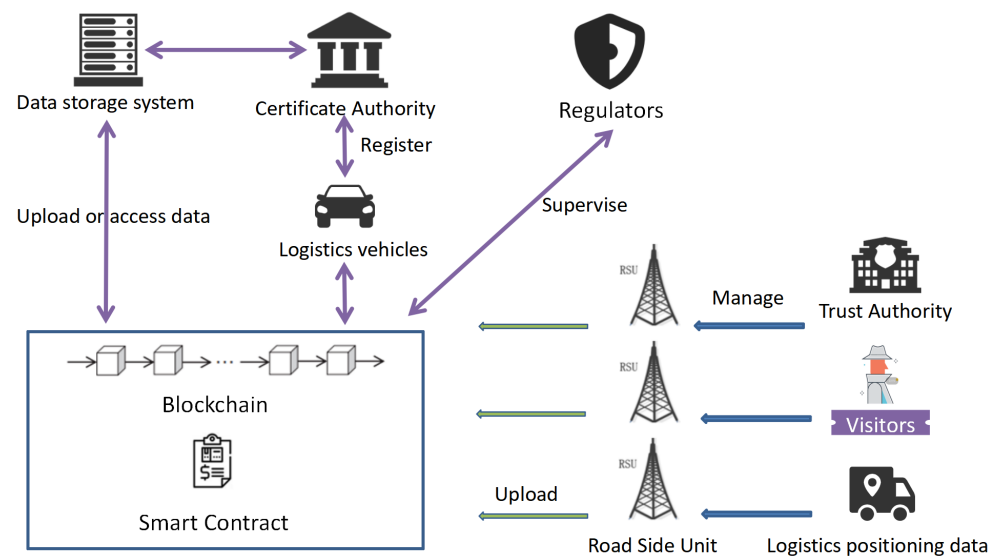 Data storage system
Certificate Authority
Regulators
Register
Upload or access data
Supervise
Logistics vehicles
RSU
Manage
Trust Authority
RSU
Visitors
Blockchain
RSU
Upload
Smart Contract
Road Side Unit
Logistics positioning data